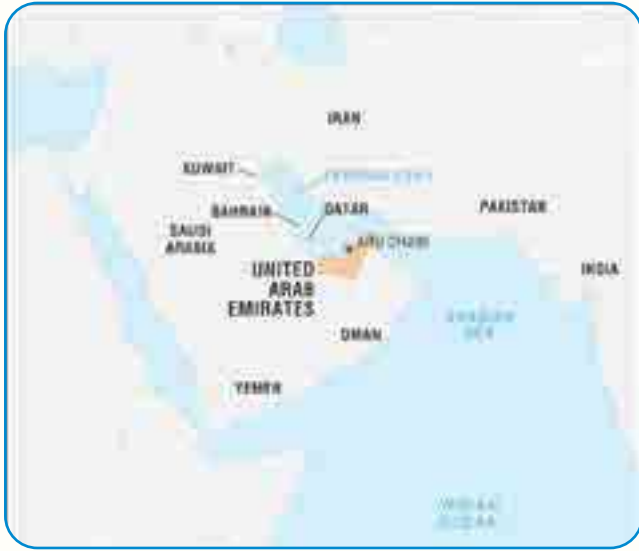 IRAN
KUWAIT
PERSIAN GULF
BAHRAIN
QATAR
PAKISTAN
SAUDI
ARABIA
ABU DHABI
UNITED
ARAB
EMIRATES
INDIA
ARABIAN
SEA
OMAN
YEMEN
INDIAN
OCEAN